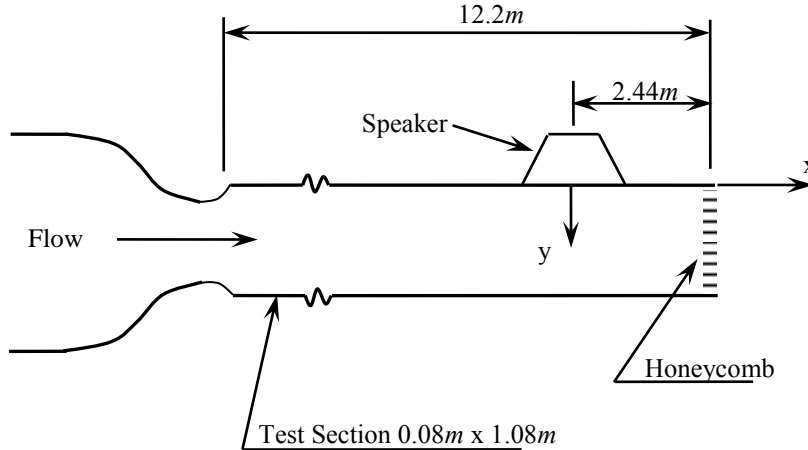 12.2m
2.44m
Speaker
x
Flow
y
Honeycomb
Test Section 0.08m x 1.08m